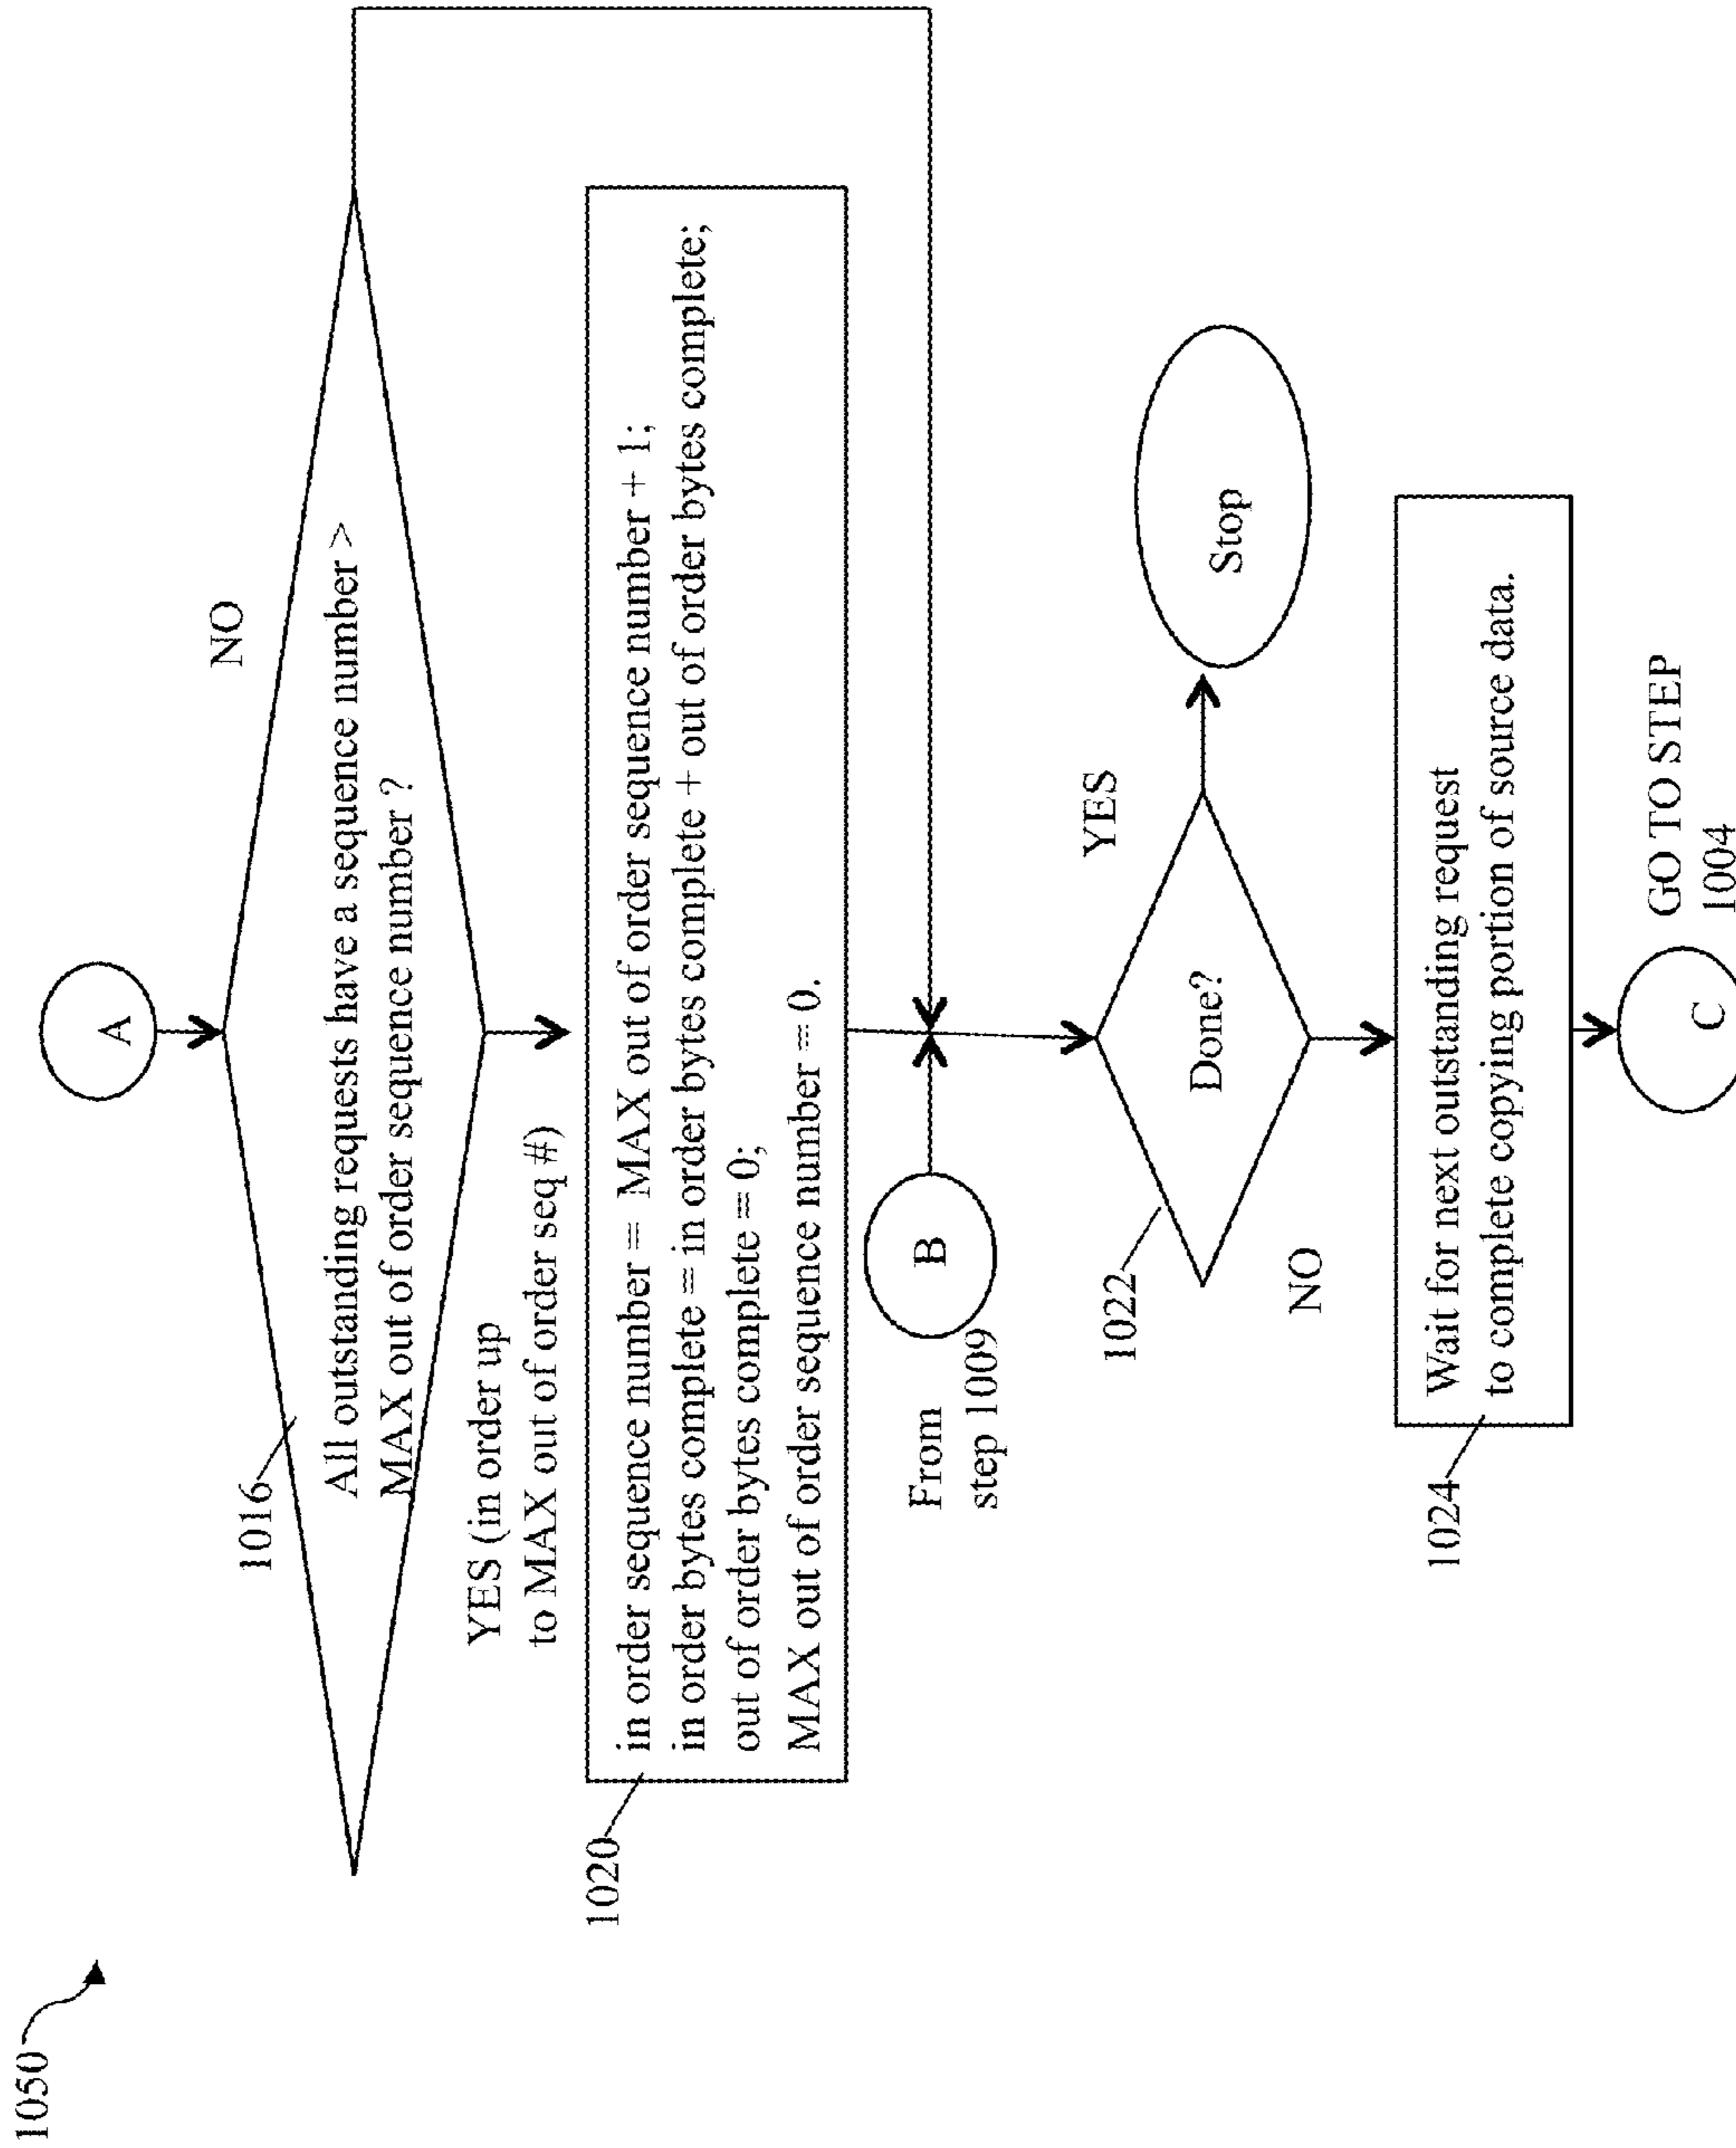 1050
A
NO
1016
All outstanding requests have a sequence number >
MAX out of order sequence number ?
YES (in order up
to MAX out of order seq #)
1020
in order sequence number = MAX out of order sequence number + 1;
in order bytes complete = in order bytes complete + out of order bytes complete;
out of order bytes complete = 0;
MAX out of order sequence number = 0.
B
From
step 1009
1022
Done?
YES
Stop
NO
1024
Wait for next outstanding request
to complete copying portion of source data.
C
GO TO STEP
1004